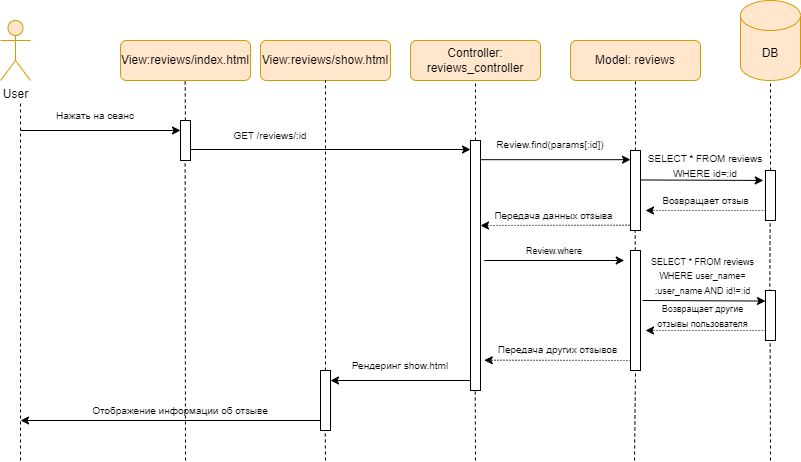 User
View:reviews/index.html
View:reviews/show.html
Controller:
reviews_controller
Model: reviews
DB
Нажать на сеанс
GET /reviews/:id
Review.find(params[:id])
SELECT * FROM reviews
WHERE id=:id
Возвращает отзыв
Передача данных отзыва
Review.where
SELECT * FROM reviews
WHERE user_name=
:user_name AND id!=:id
Возвращает другие
отзывы пользователя
Передача других отзывов
Рендеринг show.html
Отображение информации об отзыве